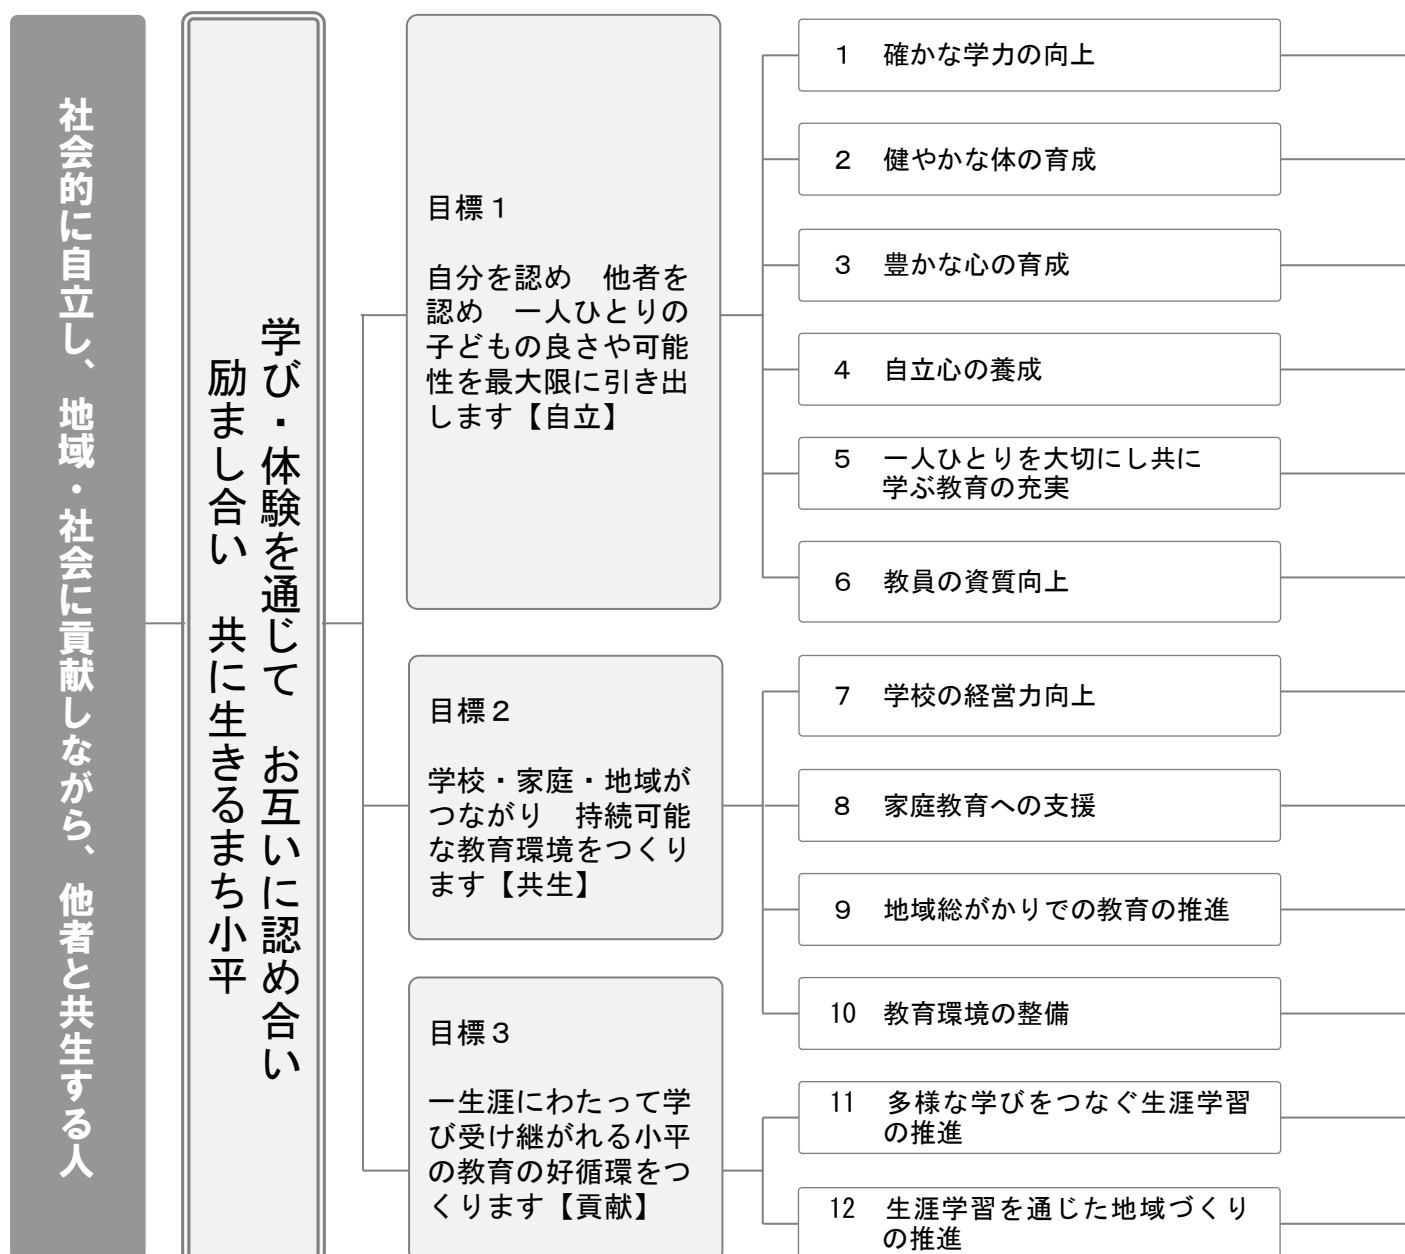 社会的に自立し、地域・社会に貢献しながら、他者と共生する人
学び・体験を通じて　お互いに認め合い
励まし合い　共に生きるまち小平
目標１
自分を認め　他者を
認め　一人ひとりの
子どもの良さや可能
性を最大限に引き出
します【自立】
１　確かな学力の向上
２　健やかな体の育成
３　豊かな心の育成
４　自立心の養成
５　一人ひとりを大切にし共に
学ぶ教育の充実
６　教員の資質向上
目標２
学校・家庭・地域が
つながり　持続可能
な教育環境をつくり
ます【共生】
７　学校の経営力向上
８　家庭教育への支援
９　地域総がかりでの教育の推進
10　教育環境の整備
目標３
一生涯にわたって学
び受け継がれる小平
の教育の好循環をつ
くります【貢献】
11　多様な学びをつなぐ生涯学習
の推進
12　生涯学習を通じた地域づくり
の推進